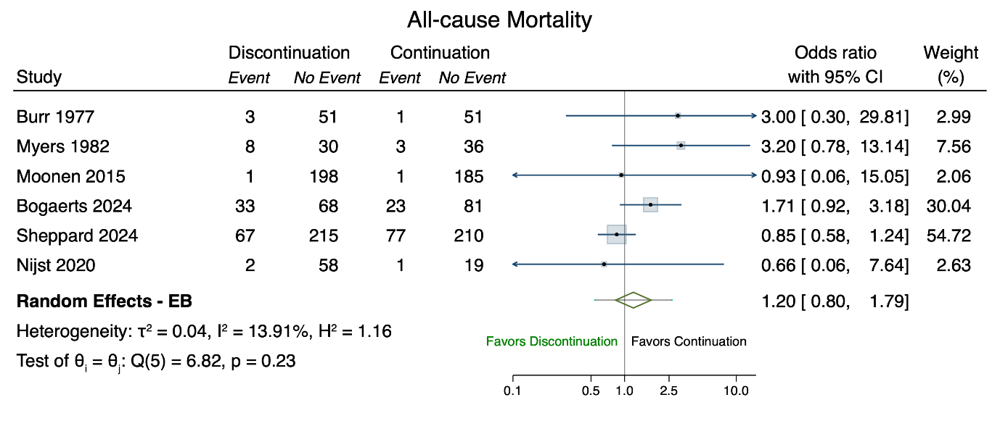 All-cause Mortality
Discontinuation Continuation Odds ratio Weight
Study Event No Event Event No Event with 95% CI (%)
Burr 1977 3 51 1 51 3.00 [ 0.30, 29.81] 2.99
Myers 1982 8 30 3 36 3.20 [ 0.78, 13.14] 7.56
Moonen 2015 1 198 1 185 0.93 [ 0.06, 15.05] 2.06
Bogaerts 2024 33 68 23 81 1.71 [ 0.92, 3.18] 30.04
Sheppard 2024 67 215 77 210 0.85 [ 0.58, 1.24] 54.72
Nijst 2020 2 58 1 19 0.66 [ 0.06, 7.64] 2.63
Random Effects - EB 1.20 [ 0.80, 1.79]
Heterogeneity: τ² = 0.04, I² = 13.91%, H² = 1.16
Favors Discontinuation Favors Continuation
Test of θᵢ = θⱼ: Q(5) = 6.82, p = 0.23
0.1 0.5 1.0 2.5 10.0